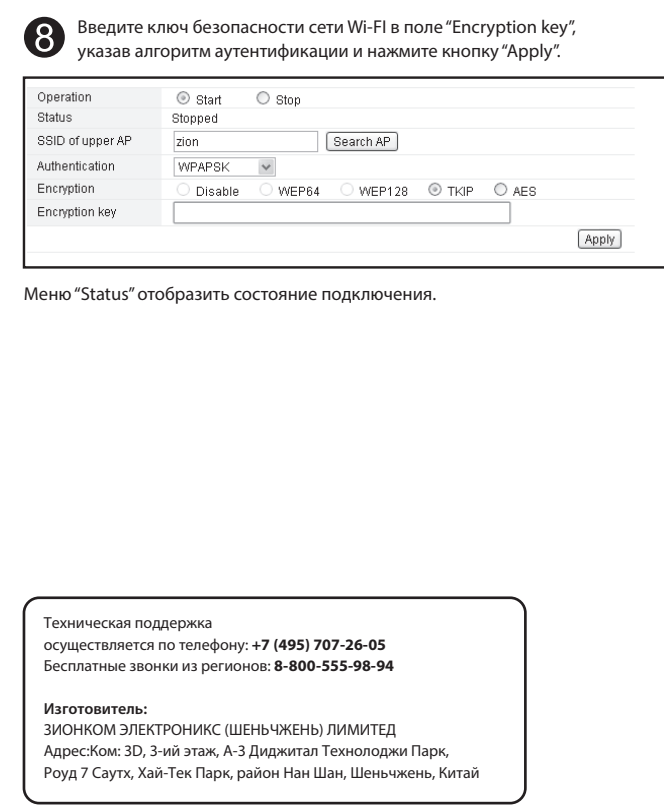 8 Введите ключ безопасности сети Wi-FI в поле “Encryption key”,
указав алгоритм аутентификации и нажмите кнопку “Apply”.
Operation Start Stop
Status Stopped
SSID of upper AP zion Search AP
Authentication WPAPSK
Encryption Disable WEP64 WEP128 TKIP AES
Encryption key
Apply
Меню “Status” отобразить состояние подключения.
Техническая поддержка
осуществляется по телефону: +7 (495) 707-26-05
Бесплатные звонки из регионов: 8-800-555-98-94
Изготовитель:
ЗИОНКОМ ЭЛЕКТРОНИКС (ШЕНЬЧЖЕНЬ) ЛИМИТЕД
Адрес:Ком: 3D, 3-ий этаж, А-3 Диджитал Технолоджи Парк,
Роуд 7 Саутх, Хай-Тек Парк, район Нан Шан, Шеньчжень, Китай